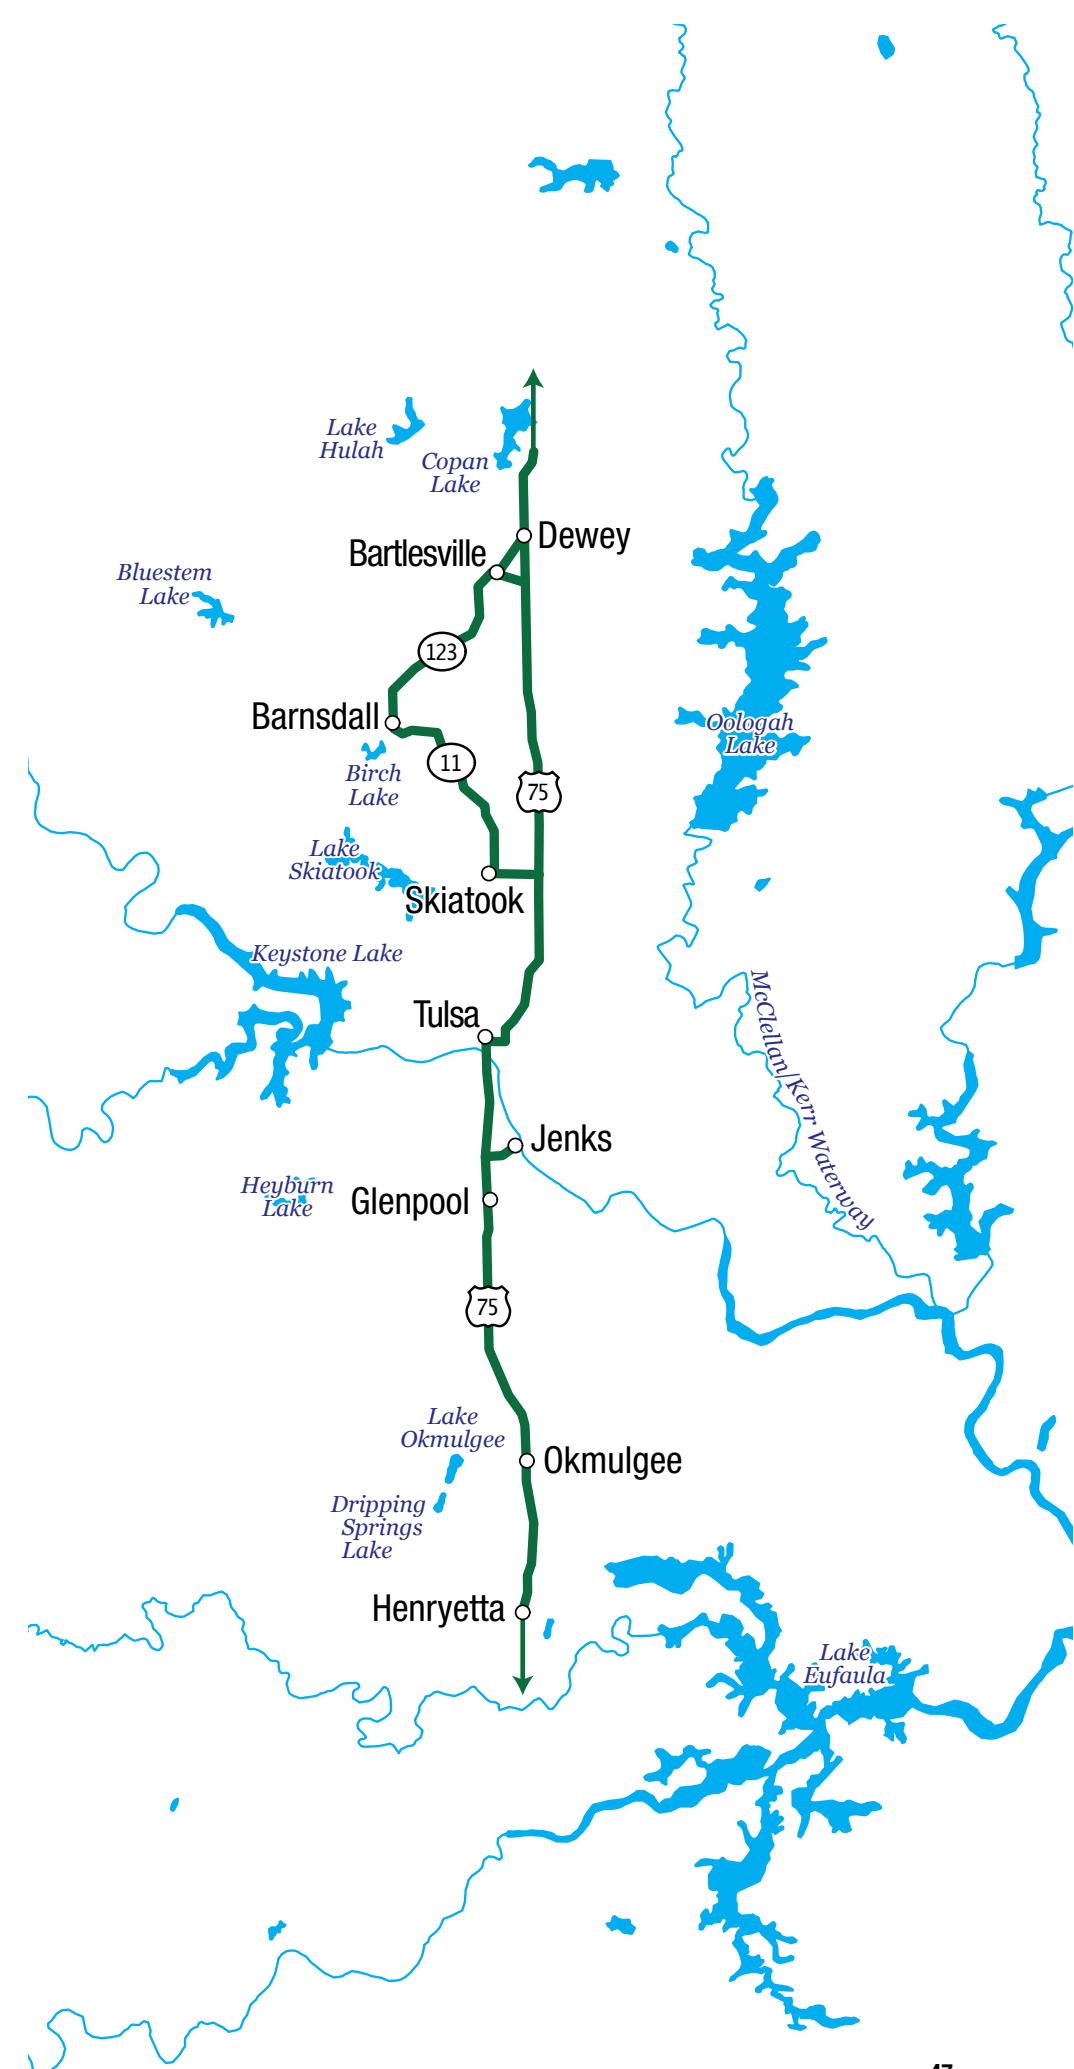 Lake
Hulah
Copan
Lake
Dewey
Bartlesville
Bluestem
Lake
123
Barnsdall
Oologah
Lake
11
Birch
Lake
75
Lake
Skiatook
Skiatook
Keystone Lake
McClellan/Kerr Waterway
Tulsa
Jenks
Heyburn
Lake
Glenpool
75
Lake
Okmulgee
Okmulgee
Dripping
Springs
Lake
Henryetta
Lake
Eufaula